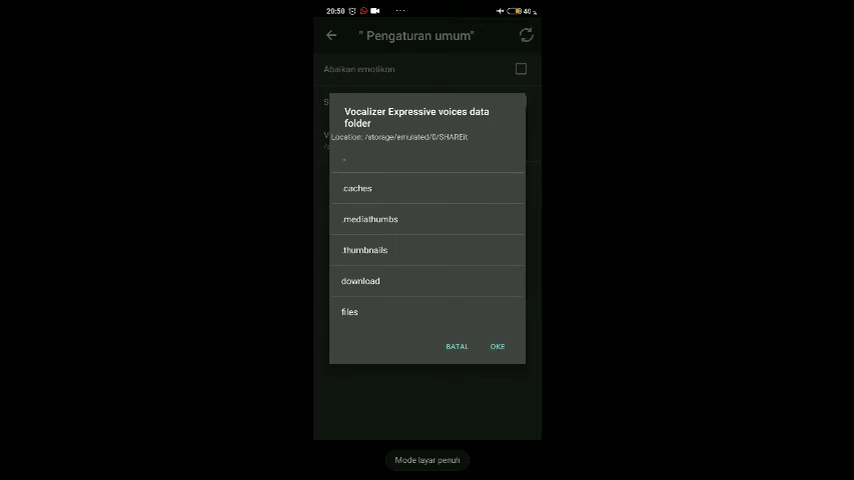 20:50
40%
" Pengaturan umum"
Abaikan emotikon
Vocalizer Expressive voices data
folder
Location: /storage/emulated/0/SHAREit
..
.caches
.mediathumbs
.thumbnails
download
files
BATAL OKE
Mode layar penuh